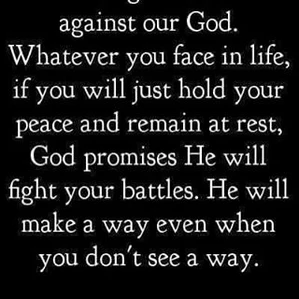 against our God.
Whatever you face in life,
if you will just hold your
peace and remain at rest,
God promises He will
fight your battles. He will
make a way even when
you don't see a way.